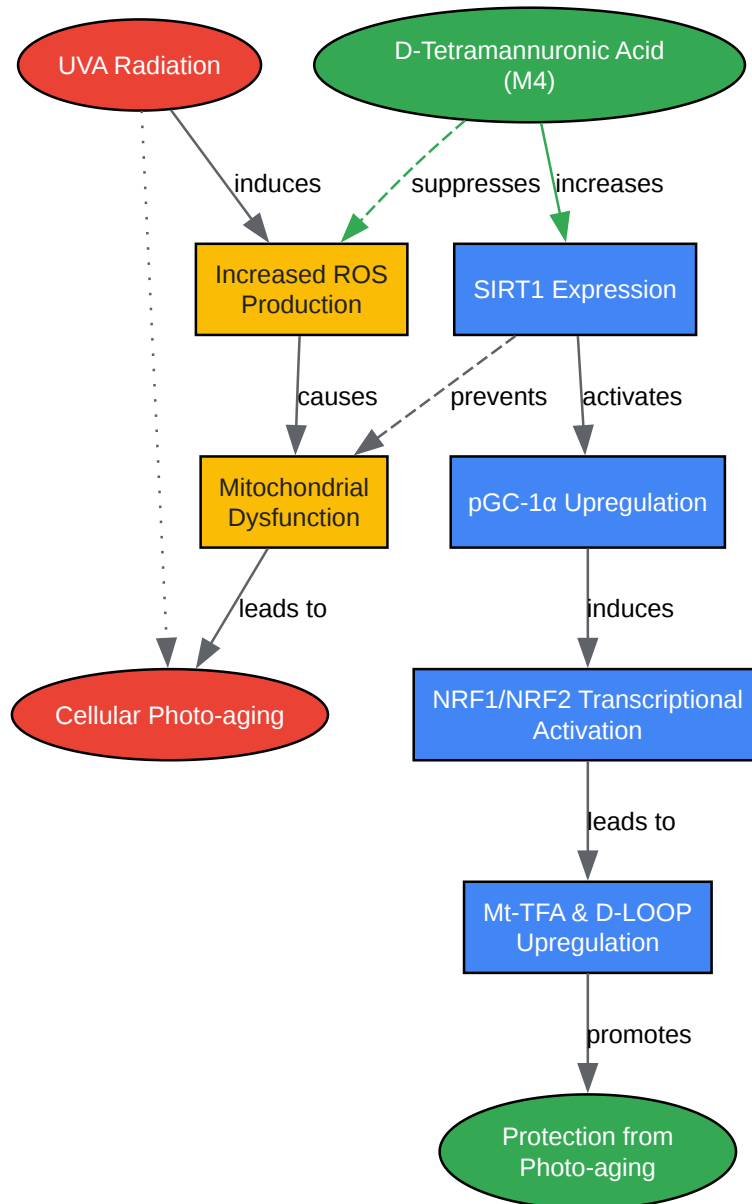 UVA Radiation
D-Tetramannuronic Acid
(M4)
induces
suppresses
increases
Increased ROS
Production
SIRT1 Expression
causes
prevents
activates
Mitochondrial
Dysfunction
pGC-1α Upregulation
leads to
induces
Cellular Photo-aging
NRF1/NRF2 Transcriptional
Activation
leads to
Mt-TFA & D-LOOP
Upregulation
promotes
Protection from
Photo-aging